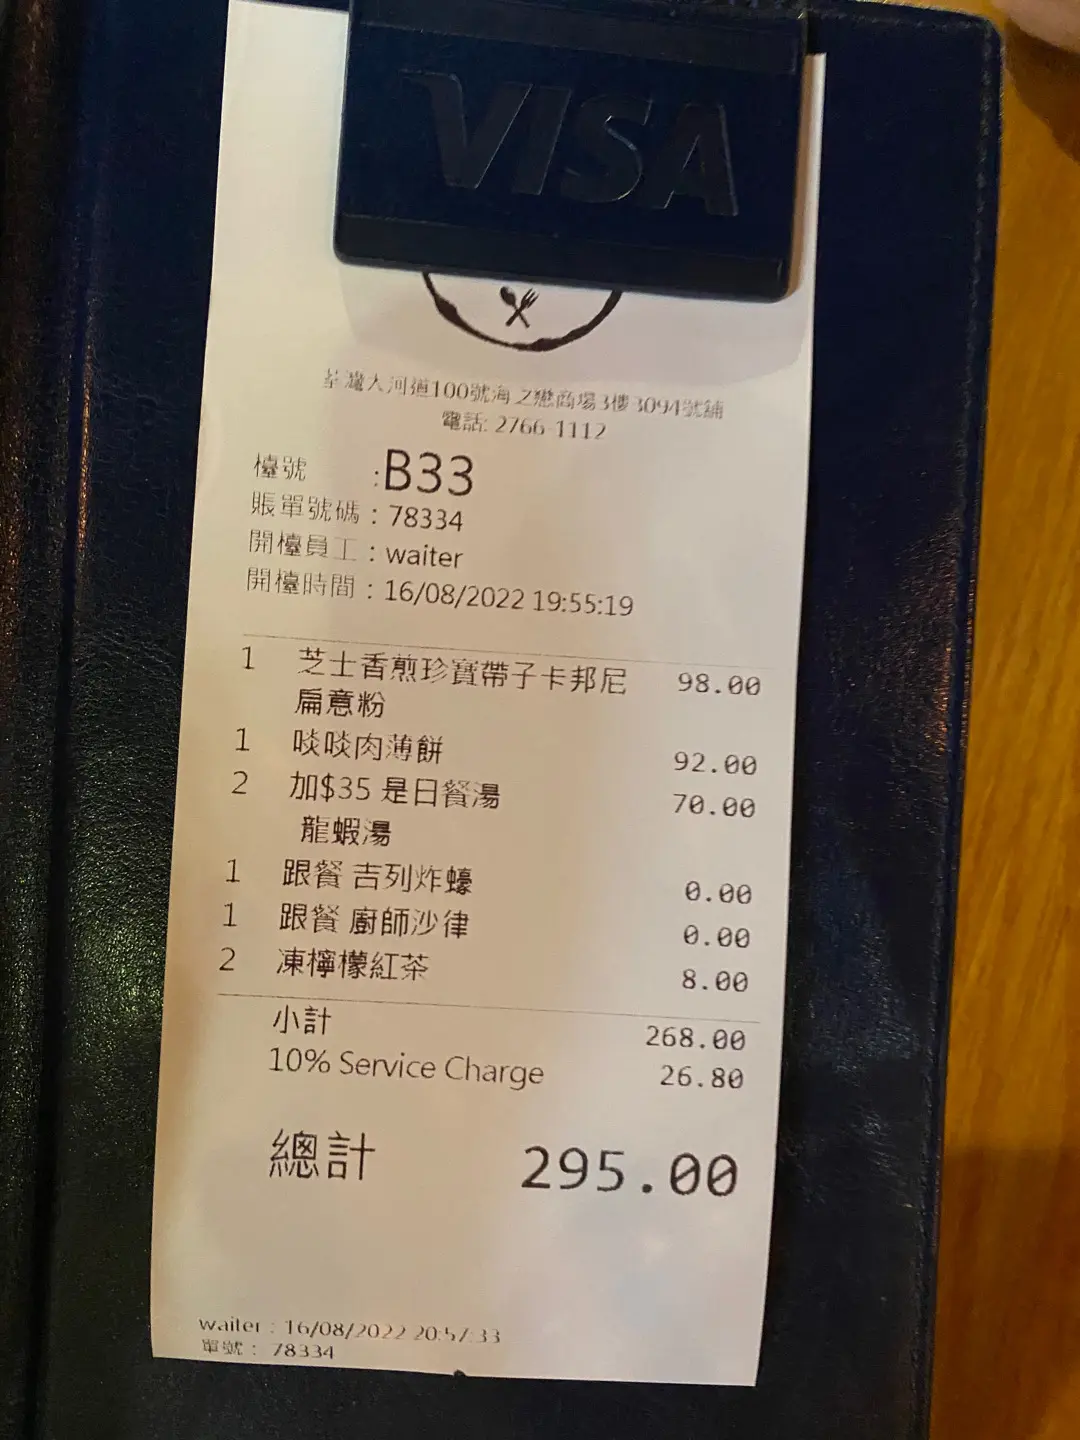 VISA
荃灣大河道100號海之戀商場3樓3094號舖
電話: 2766-1112
檯號 : B33
賬單號碼 : 78334
開檯員工 : waiter
開檯時間 : 16/08/2022 19:55:19
1 芝士香煎珍寶帶子卡邦尼 98.00
扁意粉
1 啖啖肉薄餅 92.00
2 加$35 是日餐湯 70.00
龍蝦湯
1 跟餐 吉列炸蠔 0.00
1 跟餐 廚師沙律 0.00
2 凍檸檬紅茶 8.00
小計 268.00
10% Service Charge 26.80
總計 295.00
waiter : 16/08/2022 20:57:33
單號 : 78334